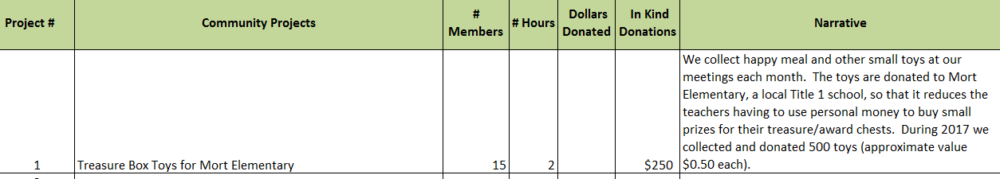 Project # Community Projects # Members # Hours Dollars Donated In Kind Donations Narrative
We collect happy meal and other small toys at our
meetings each month. The toys are donated to Mort
Elementary, a local Title 1 school, so that it reduces the
teachers having to use personal money to buy small
prizes for their treasure/award chests. During 2017 we
collected and donated 500 toys (approximate value
1 Treasure Box Toys for Mort Elementary 15 2 $250 $0.50 each).